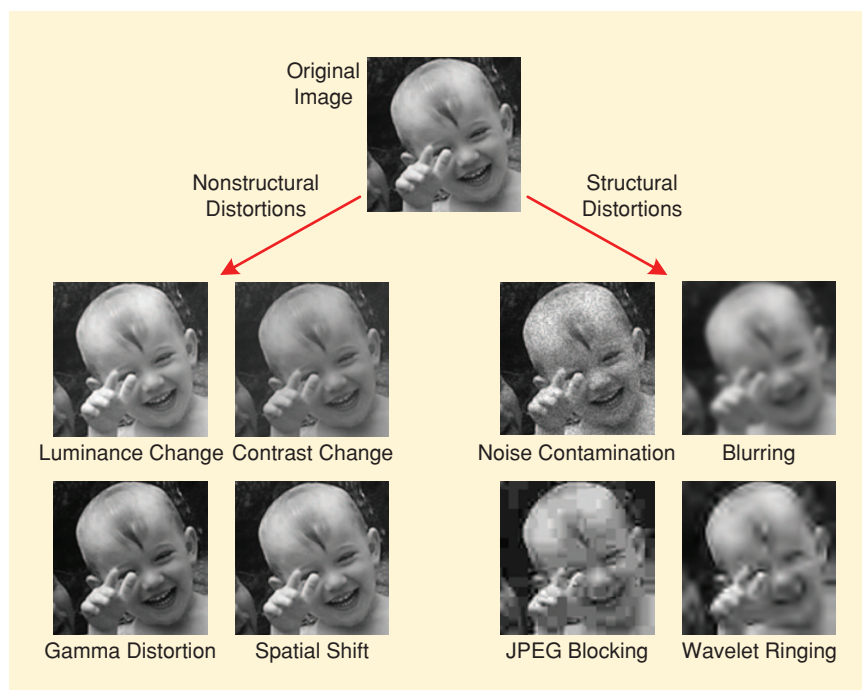 Original
Image
Nonstructural
Distortions
Structural
Distortions
Luminance Change
Contrast Change
Noise Contamination
Blurring
Gamma Distortion
Spatial Shift
JPEG Blocking
Wavelet Ringing